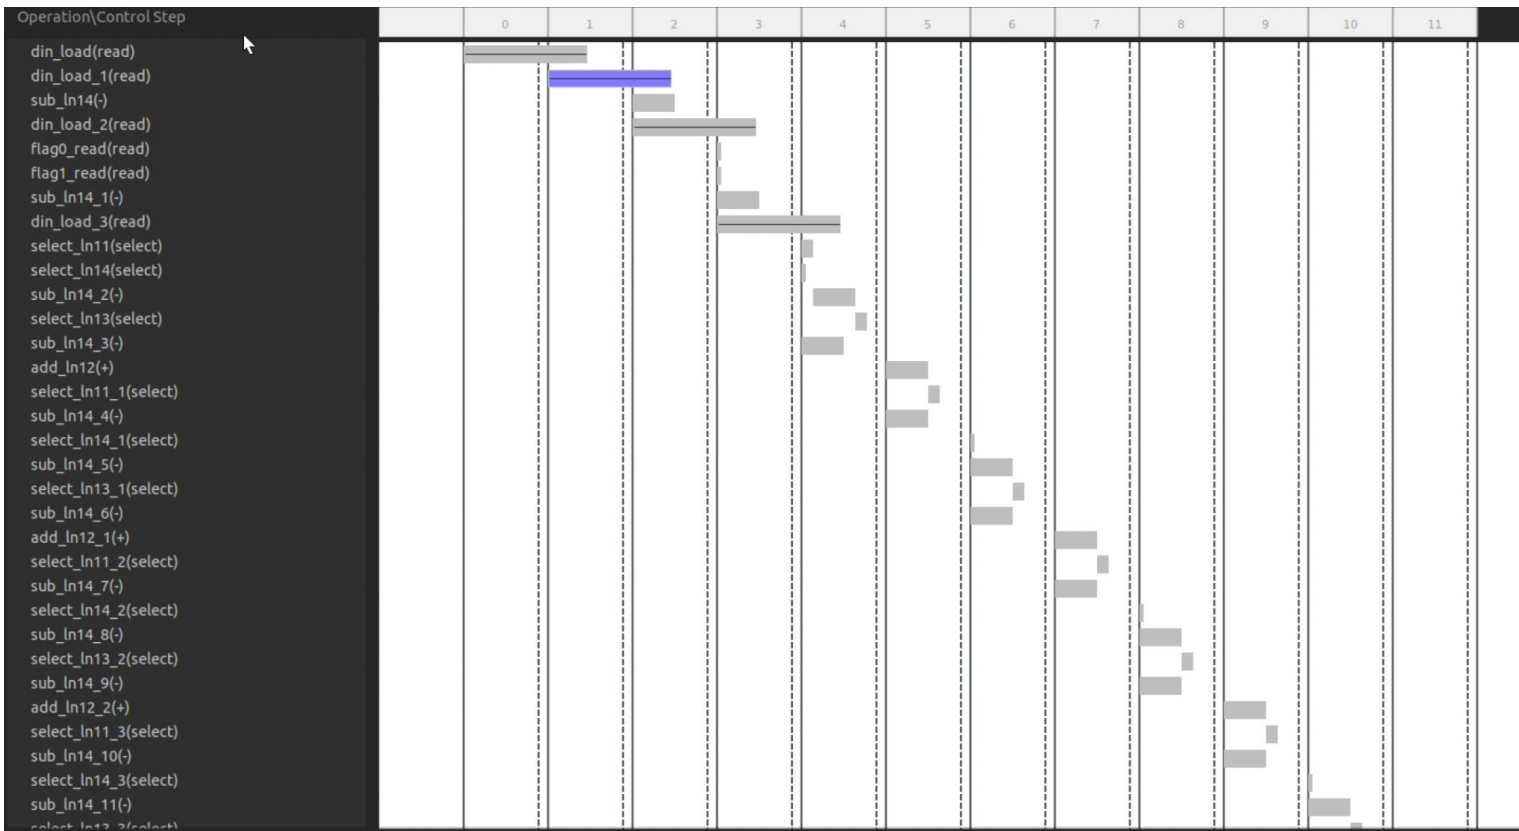 Operation\Control Step
0 1 2 3 4 5 6 7 8 9 10 11
din_load(read)
din_load_1(read)
sub_ln14(-)
din_load_2(read)
flag0_read(read)
flag1_read(read)
sub_ln14_1(-)
din_load_3(read)
select_ln11(select)
select_ln14(select)
sub_ln14_2(-)
select_ln13(select)
sub_ln14_3(-)
add_ln12(+)
select_ln11_1(select)
sub_ln14_4(-)
select_ln14_1(select)
sub_ln14_5(-)
select_ln13_1(select)
sub_ln14_6(-)
add_ln12_1(+)
select_ln11_2(select)
sub_ln14_7(-)
select_ln14_2(select)
sub_ln14_8(-)
select_ln13_2(select)
sub_ln14_9(-)
add_ln12_2(+)
select_ln11_3(select)
sub_ln14_10(-)
select_ln14_3(select)
sub_ln14_11(-)
select_ln13_3(select)